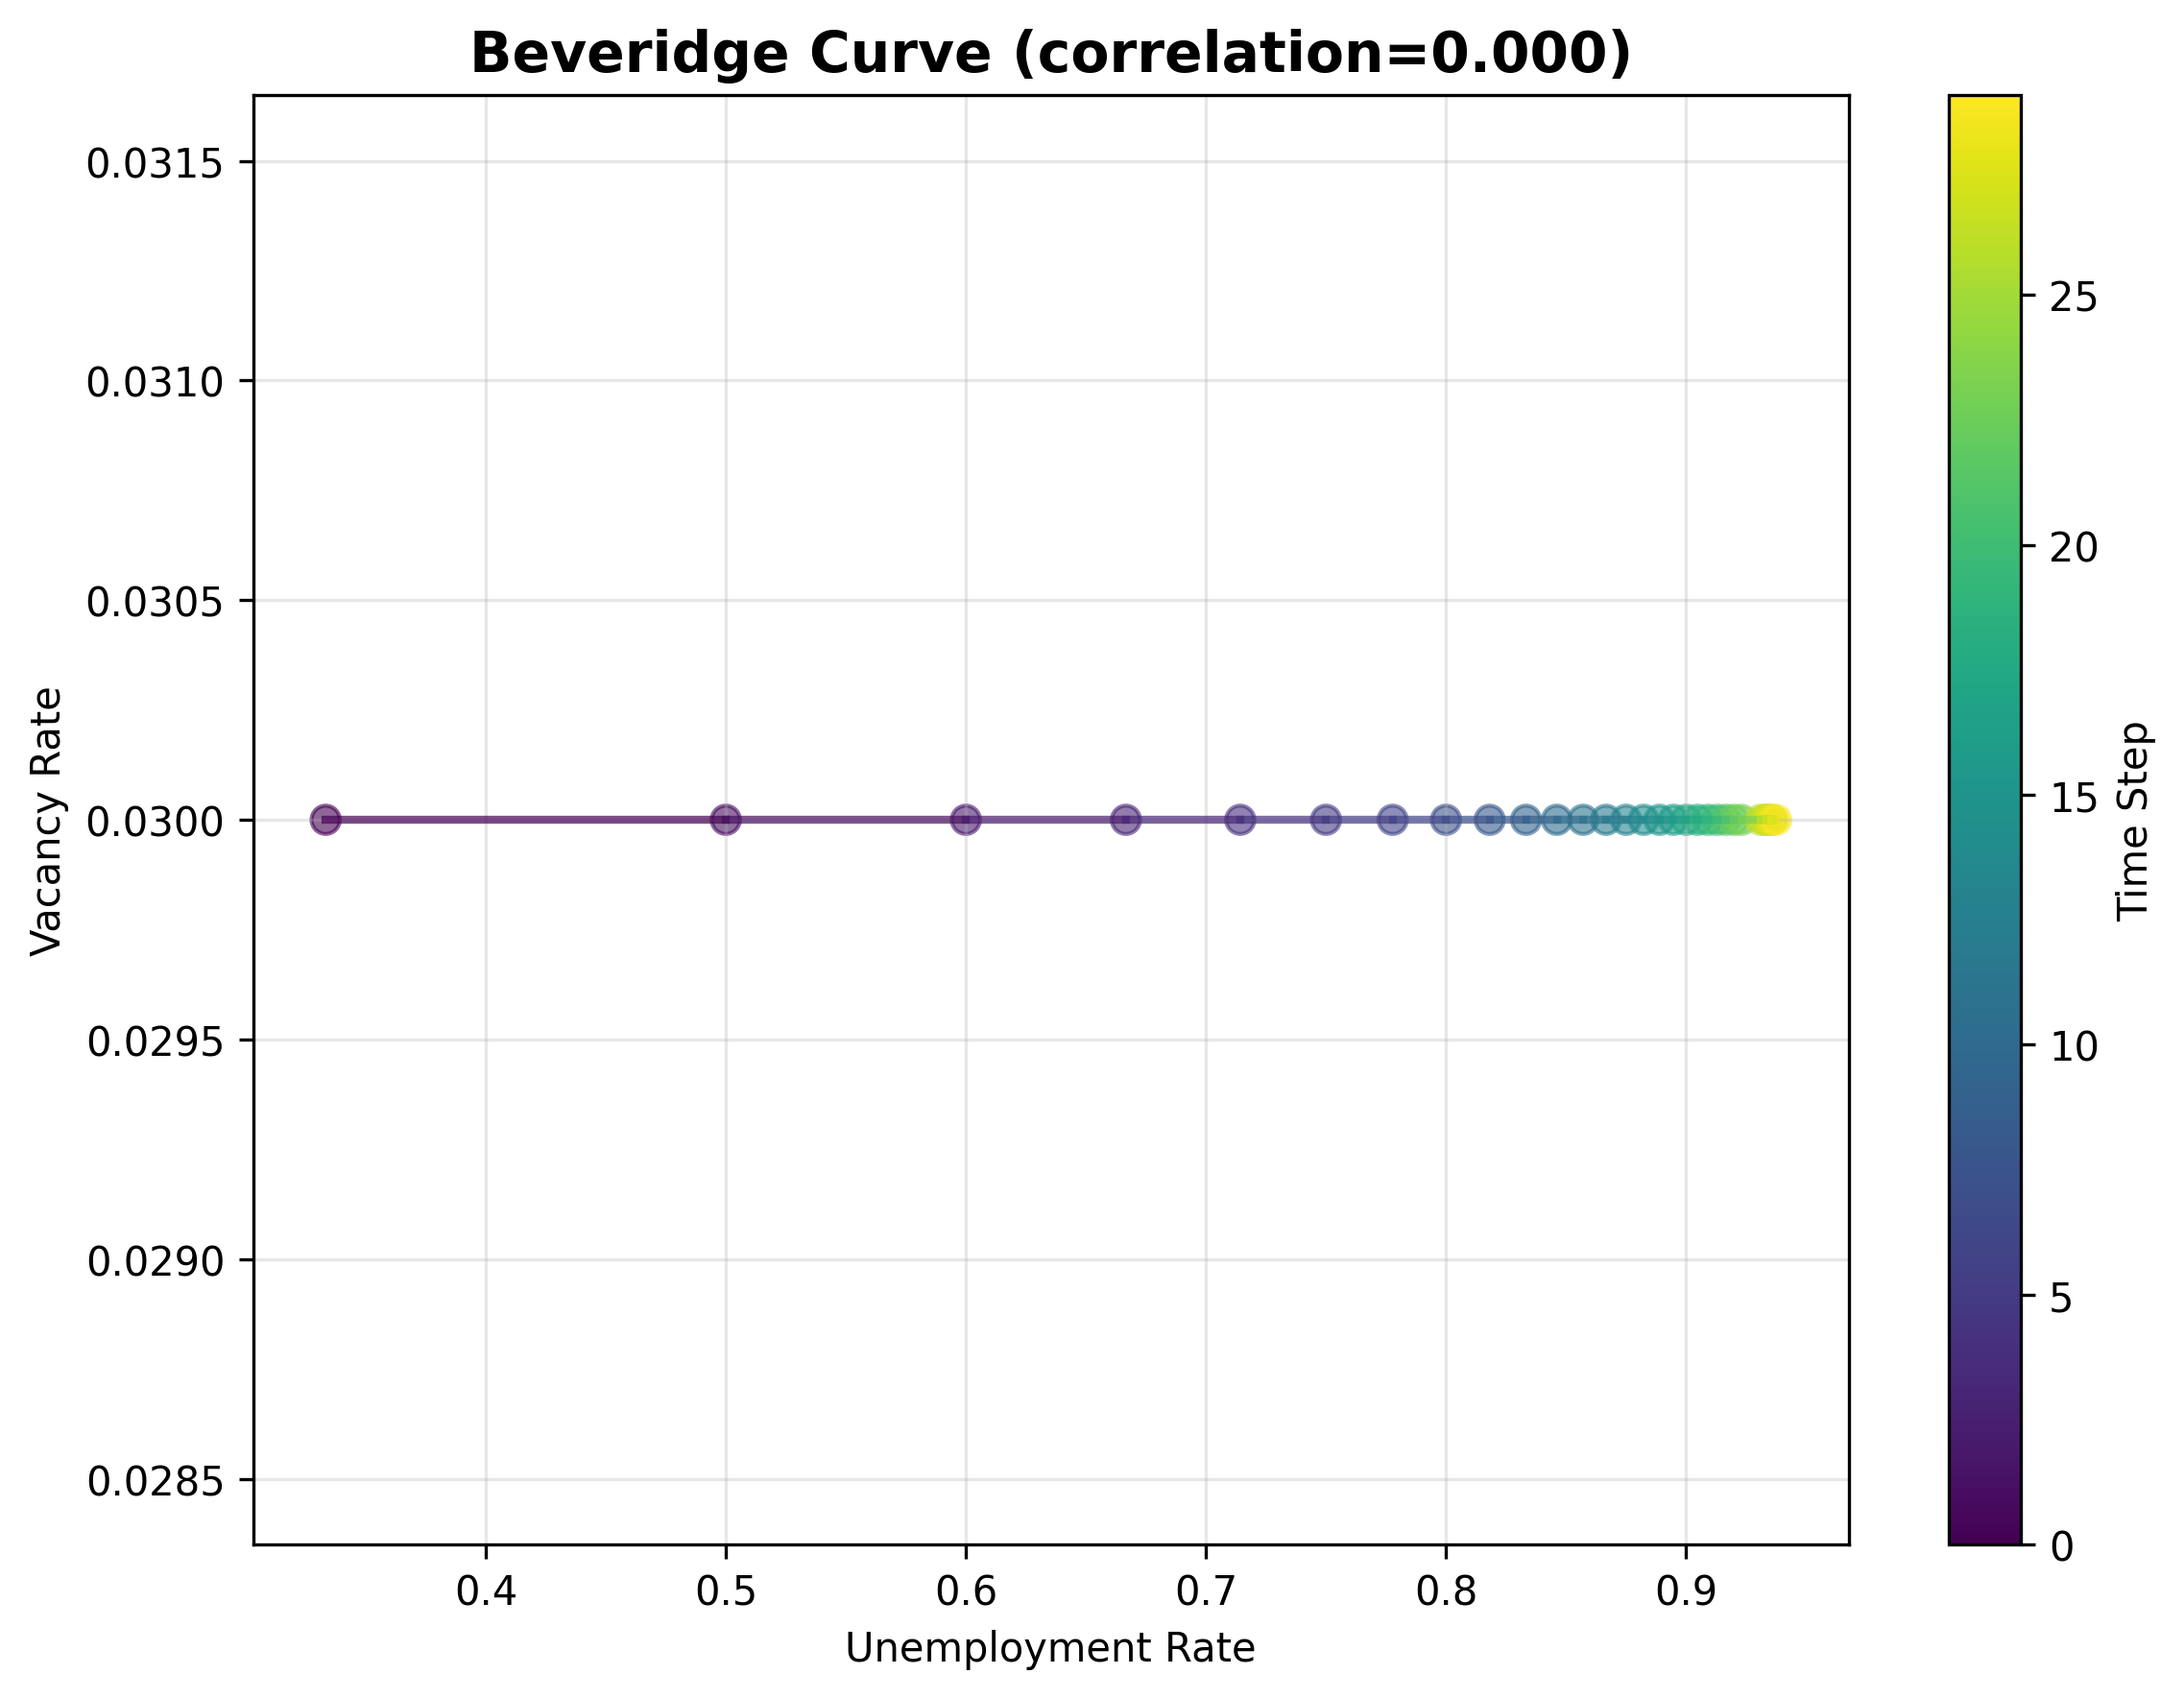 Beveridge Curve (correlation=0.000)
0.0315
0.0310
0.0305
0.0300
0.0295
0.0290
0.0285
Vacancy Rate
0.4 0.5 0.6 0.7 0.8 0.9
Unemployment Rate
25
20
15
10
5
0
Time Step